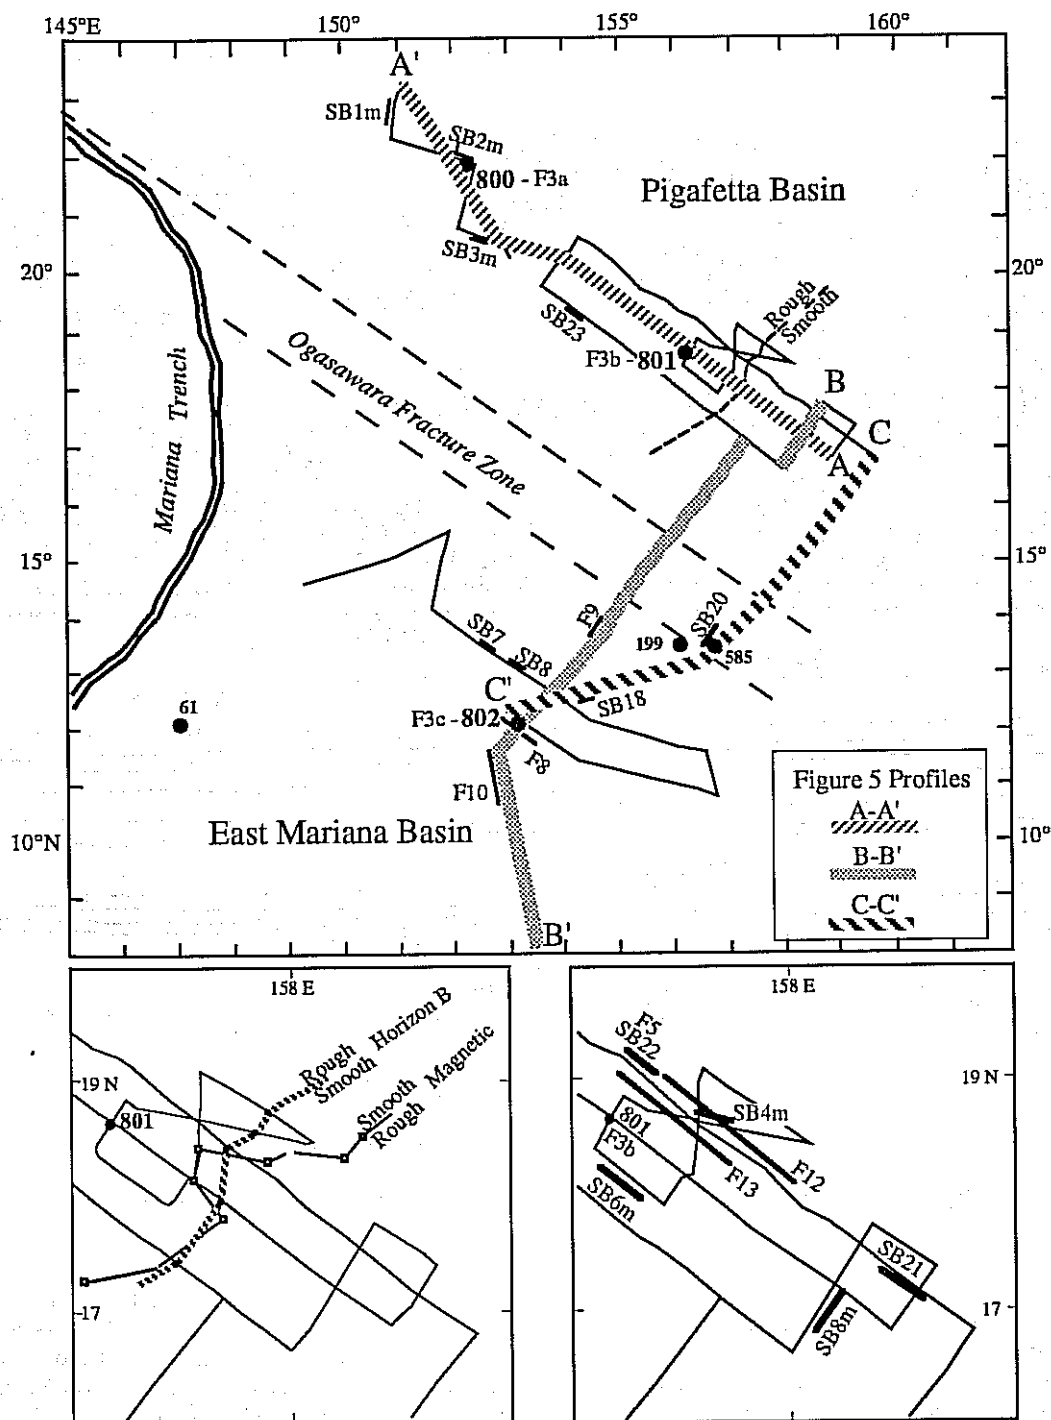 145°E 150° 155° 160°
A'
SB1m
SB2m
800 - F3a
Pigafetta Basin
SB3m
20° 20°
Rough
Smooth
SB23
F3b - 801
Ogasawara Fracture Zone
Mariana Trench
B
C
A
15° 15°
F9
SB20
SB7
SB8
199
585
C'
SB18
61
F3c - 802
F8
F10
Figure 5 Profiles
A-A'
East Mariana Basin
10°N 10°
B-B'
C-C'
B'
158 E
Rough Horizon B
Smooth
Smooth Magnetic
Rough
19 N
801
17
158 E
F5
SB22
19 N
SB4m
801
F3b
F13
F12
SB6m
SB21
17
SB8m